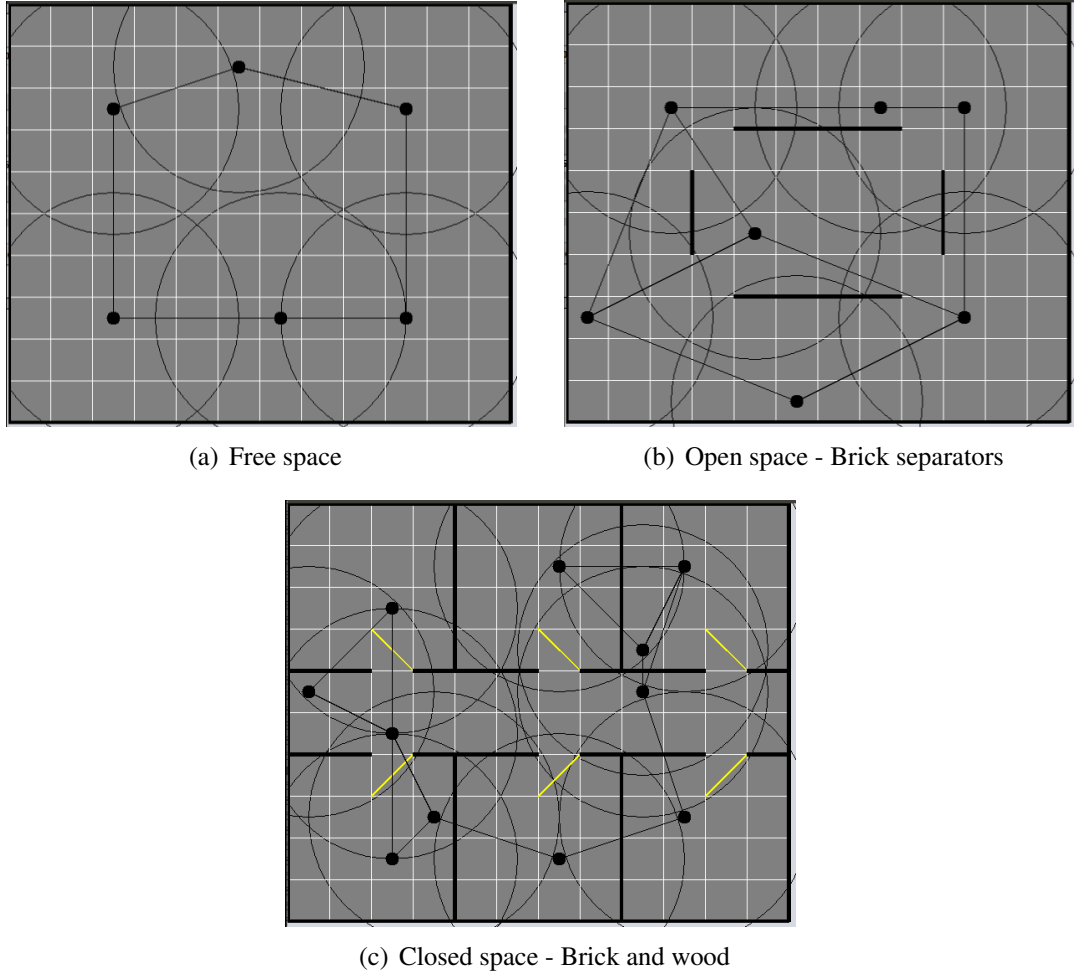 (a) Free space
(b) Open space - Brick separators
(c) Closed space - Brick and wood